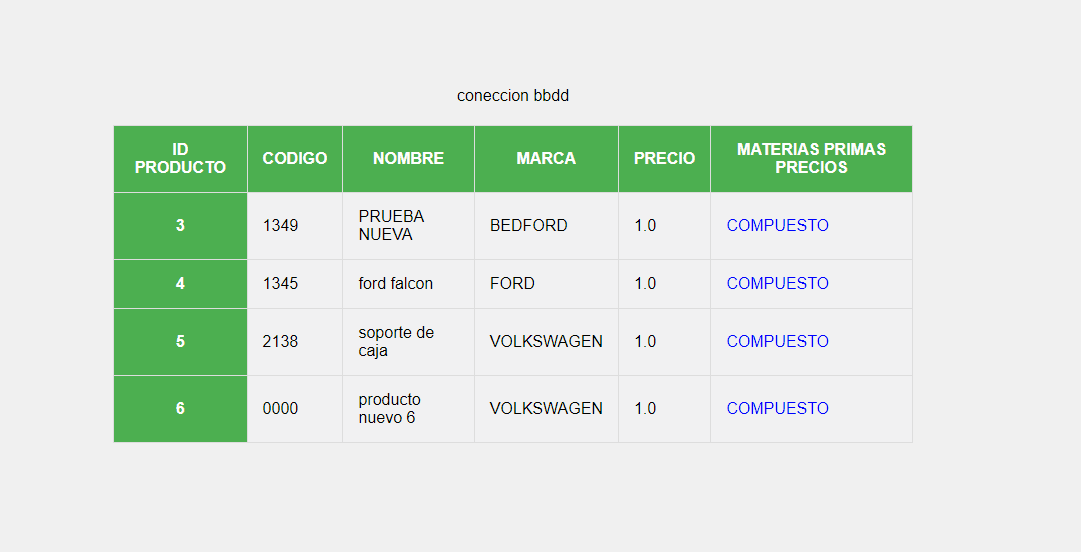 coneccion bbdd
ID PRODUCTO CODIGO NOMBRE MARCA PRECIO MATERIAS PRIMAS PRECIOS
3 1349 PRUEBA NUEVA BEDFORD 1.0 COMPUESTO
4 1345 ford falcon FORD 1.0 COMPUESTO
5 2138 soporte de caja VOLKSWAGEN 1.0 COMPUESTO
6 0000 producto nuevo 6 VOLKSWAGEN 1.0 COMPUESTO